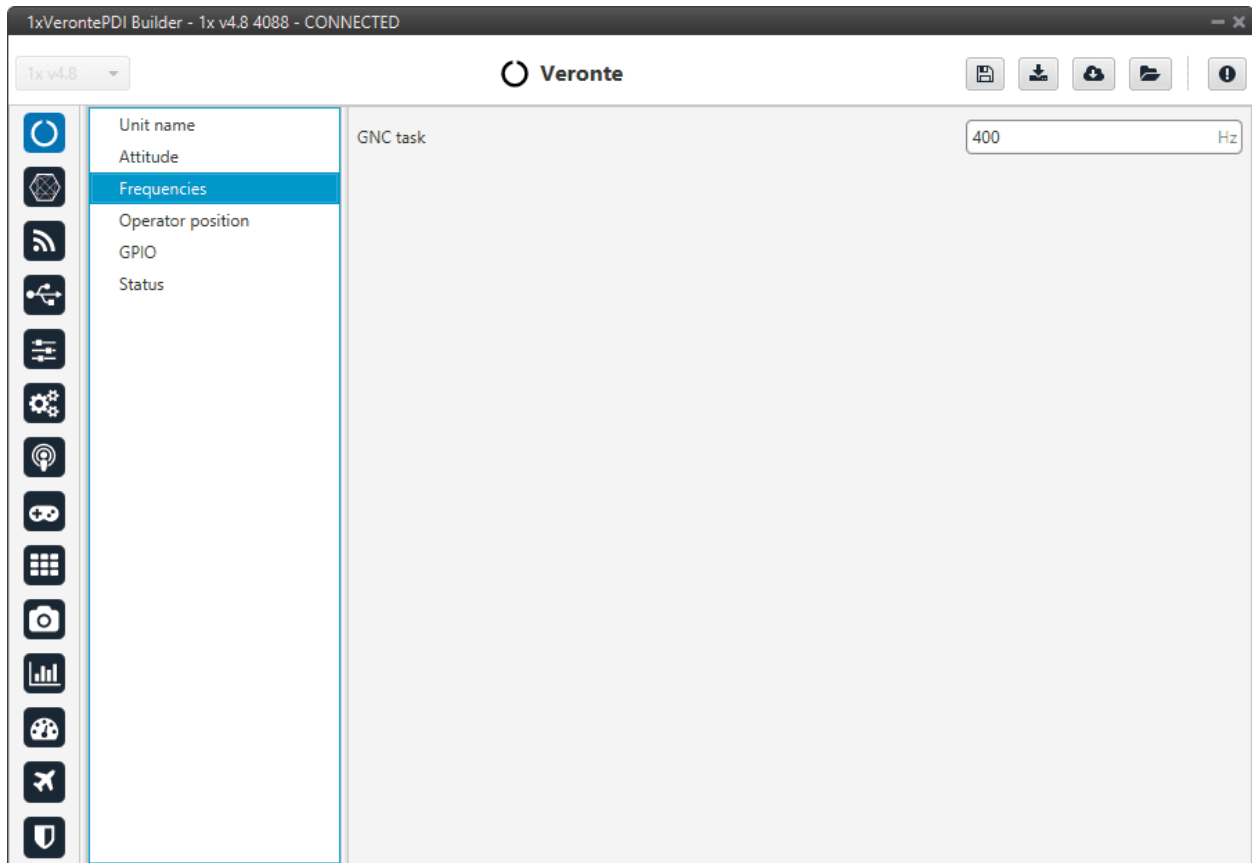 1xVerontePDI Builder - 1x v4.8 4088 - CONNECTED
1x v4.8
Veronte
Unit name
Attitude
Frequencies
Operator position
GPIO
Status
GNC task
400 Hz